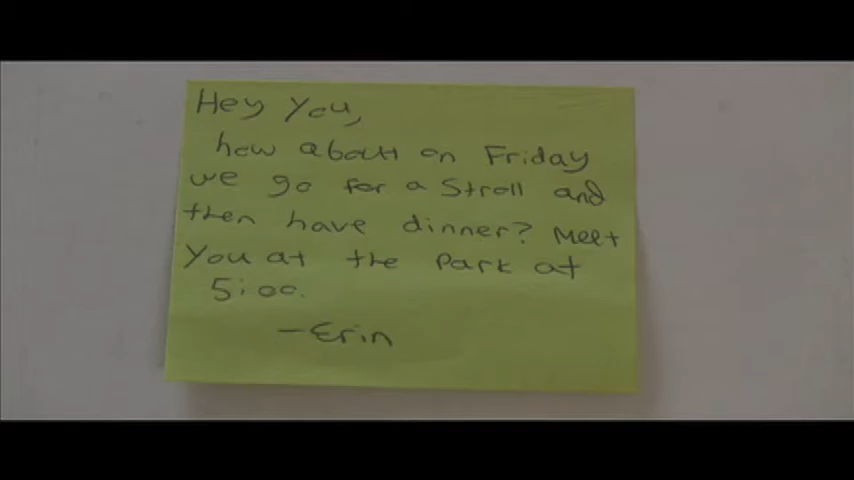 Hey You,
how about on Friday
we go for a Stroll and
then have dinner? Meet
You at the Park at
5:00.
-Erin